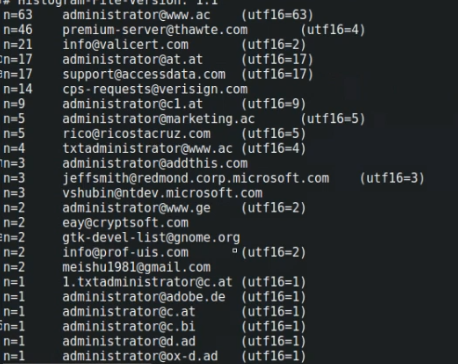 # Histogram-File-Version: 1.1
n=63 administrator@www.ac (utf16=63)
n=46 premium-server@thawte.com (utf16=4)
n=21 info@valicert.com (utf16=2)
n=17 administrator@at.at (utf16=17)
n=17 support@accessdata.com (utf16=17)
n=14 cps-requests@verisign.com
n=9 administrator@c1.at (utf16=9)
n=5 administrator@marketing.ac (utf16=5)
n=5 rico@ricostacruz.com (utf16=5)
n=4 txtadministrator@www.ac (utf16=4)
n=3 administrator@addthis.com
n=3 jeffsmith@redmond.corp.microsoft.com (utf16=3)
n=3 vshubin@ntdev.microsoft.com
n=2 administrator@www.ge (utf16=2)
n=2 eay@cryptsoft.com
n=2 gtk-devel-list@gnome.org
n=2 info@prof-uis.com (utf16=2)
n=2 meishu1981@gmail.com
n=1 1.txtadministrator@c.at (utf16=1)
n=1 administrator@adobe.de (utf16=1)
n=1 administrator@c.at (utf16=1)
n=1 administrator@c.bi (utf16=1)
n=1 administrator@d.ad (utf16=1)
n=1 administrator@ox-d.ad (utf16=1)